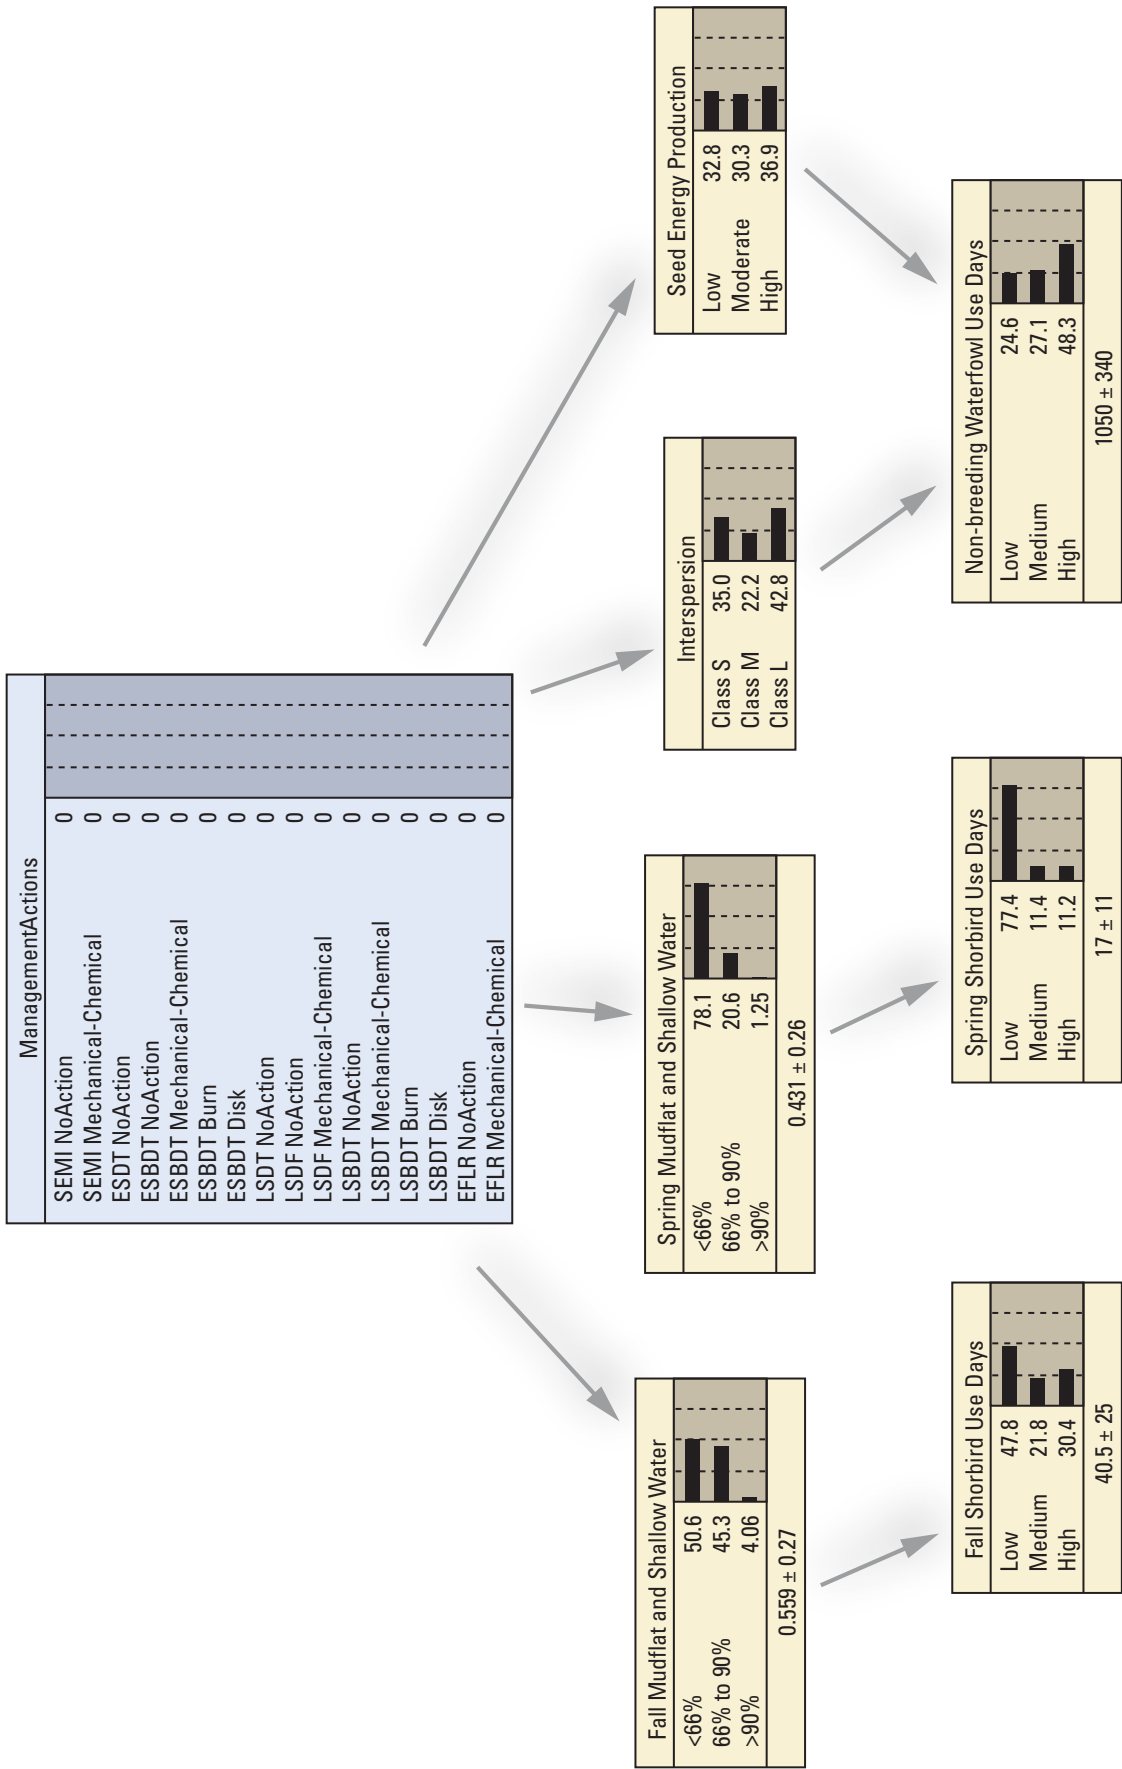 ManagementActions
SEMI NoAction 0
SEMI Mechanical-Chemical 0
ESDT NoAction 0
ESBDT NoAction 0
ESBDT Mechanical-Chemical 0
ESBDT Burn 0
ESBDT Disk 0
LSDT NoAction 0
LSDF NoAction 0
LSDF Mechanical-Chemical 0
LSBDT NoAction 0
LSBDT Mechanical-Chemical 0
LSBDT Burn 0
LSBDT Disk 0
EFLR NoAction 0
EFLR Mechanical-Chemical 0
Fall Mudflat and Shallow Water
<66% 50.6
66% to 90% 45.3
>90% 4.06
0.559 ± 0.27
Spring Mudflat and Shallow Water
<66% 78.1
66% to 90% 20.6
>90% 1.25
0.431 ± 0.26
Interspersion
Class S 35.0
Class M 22.2
Class L 42.8
Seed Energy Production
Low 32.8
Moderate 30.3
High 36.9
Fall Shorbird Use Days
Low 47.8
Medium 21.8
High 30.4
40.5 ± 25
Spring Shorbird Use Days
Low 77.4
Medium 11.4
High 11.2
17 ± 11
Non-breeding Waterfowl Use Days
Low 24.6
Medium 27.1
High 48.3
1050 ± 340